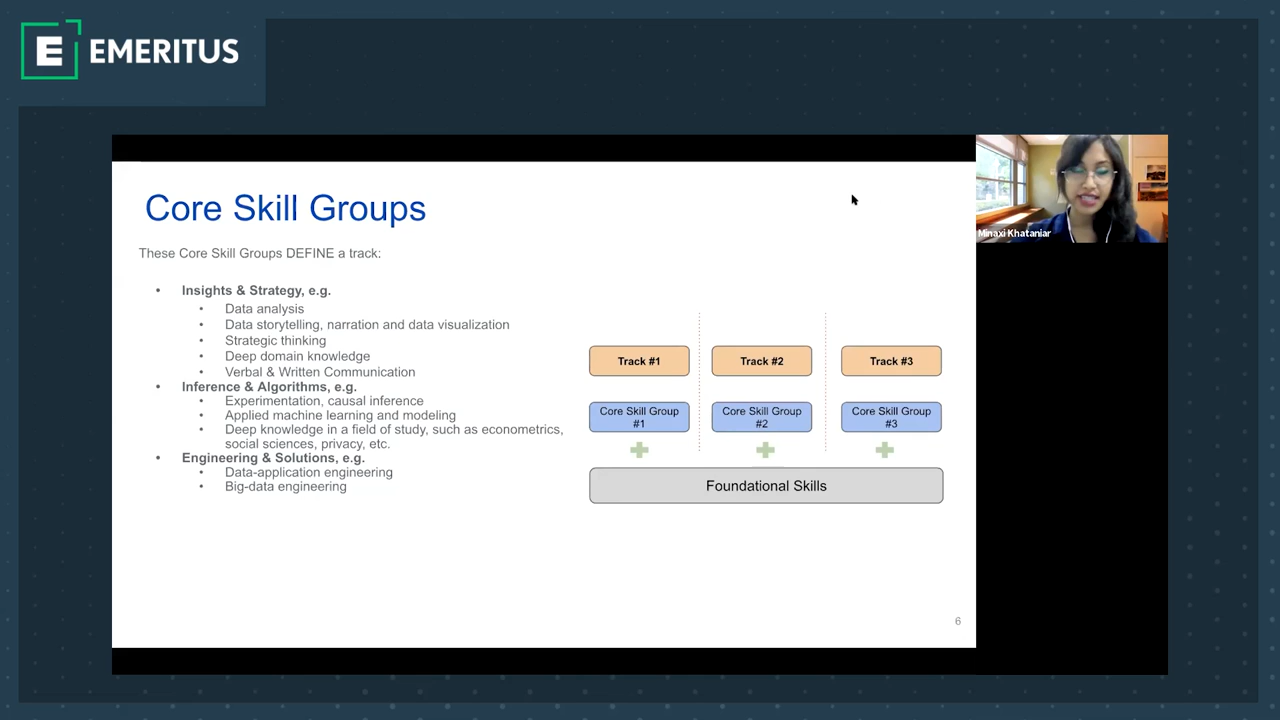 E EMERITUS
Core Skill Groups
These Core Skill Groups DEFINE a track:
• Insights & Strategy, e.g.
• Data analysis
• Data storytelling, narration and data visualization
• Strategic thinking
• Deep domain knowledge
• Verbal & Written Communication
• Inference & Algorithms, e.g.
• Experimentation, causal inference
• Applied machine learning and modeling
• Deep knowledge in a field of study, such as econometrics,
social sciences, privacy, etc.
• Engineering & Solutions, e.g.
• Data-application engineering
• Big-data engineering
Track #1
Track #2
Track #3
Core Skill Group
#1
Core Skill Group
#2
Core Skill Group
#3
Foundational Skills
6
Minaxi Khataniar